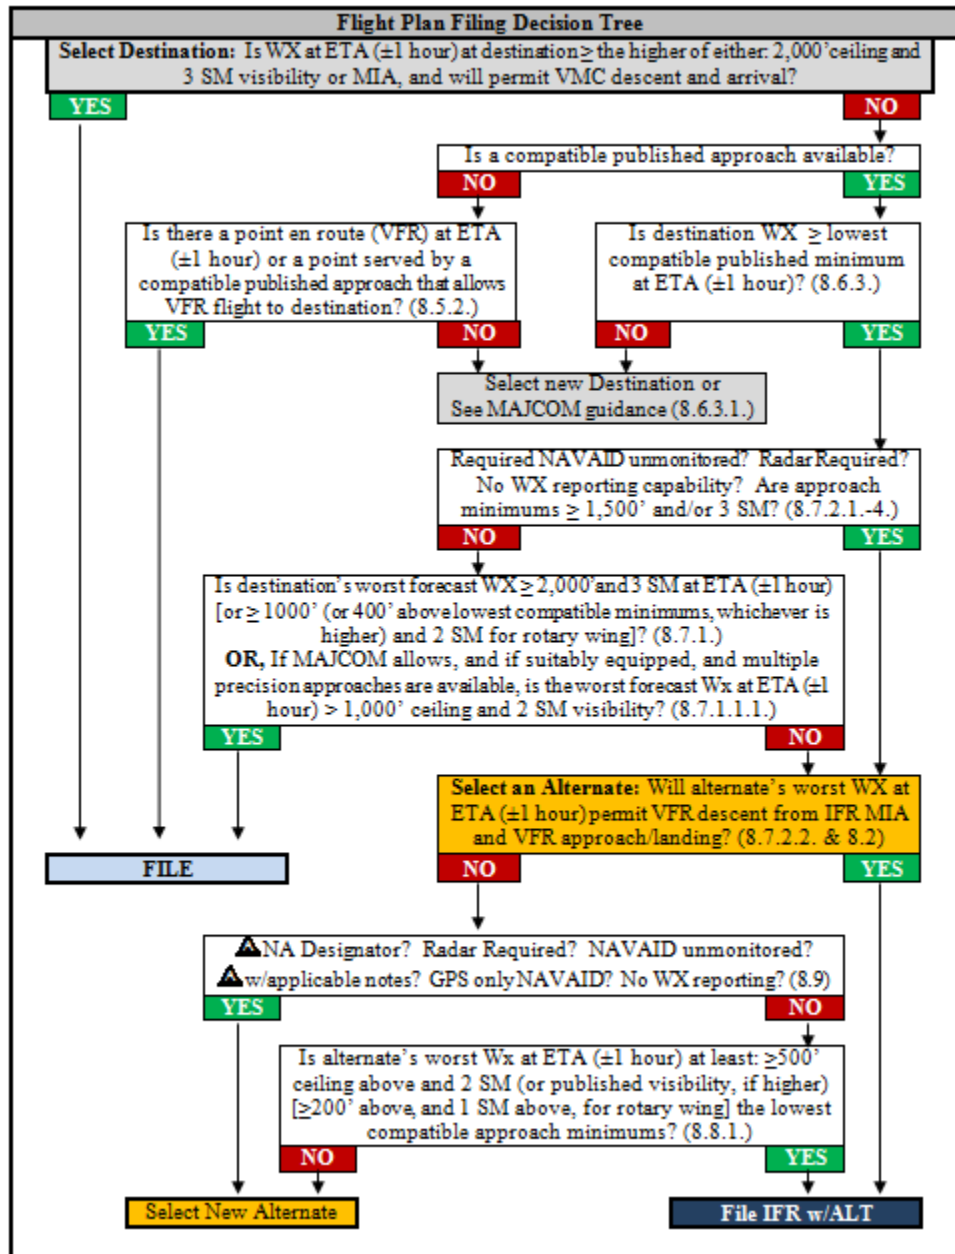 Flight Plan Filing Decision Tree
Select Destination: Is WX at ETA (±1 hour) at destination ≥ the higher of either: 2,000’ceiling and
3 SM visibility or MIA, and will permit VMC descent and arrival?
YES
NO
Is a compatible published approach available?
NO
YES
Is there a point en route (VFR) at ETA
(±1 hour) or a point served by a
compatible published approach that allows
VFR flight to destination? (8.5.2.)
YES
NO
Is destination WX ≥ lowest
compatible published minimum
at ETA (±1 hour)? (8.6.3.)
NO
YES
Select new Destination or
See MAJCOM guidance (8.6.3.1.)
Required NAVAID unmonitored? Radar Required?
No WX reporting capability? Are approach
minimums ≥ 1,500’ and/or 3 SM? (8.7.2.1.-4.)
NO
YES
Is destination’s worst forecast WX ≥ 2,000’and 3 SM at ETA (±1 hour)
[or ≥ 1000’ (or 400’ above lowest compatible minimums, whichever is
higher) and 2 SM for rotary wing]? (8.7.1.)
OR, If MAJCOM allows, and if suitably equipped, and multiple
precision approaches are available, is the worst forecast Wx at ETA (±1
hour) > 1,000’ ceiling and 2 SM visibility? (8.7.1.1.1.)
YES
NO
Select an Alternate: Will alternate’s worst WX at
ETA (±1 hour) permit VFR descent from IFR MIA
and VFR approach/landing? (8.7.2.2. & 8.2)
FILE
NO
YES
NA Designator? Radar Required? NAVAID unmonitored?
w/applicable notes? GPS only NAVAID? No WX reporting? (8.9)
YES
NO
Is alternate’s worst Wx at ETA (±1 hour) at least: ≥500’
ceiling above and 2 SM (or published visibility, if higher)
[≥200’ above, and 1 SM above, for rotary wing] the lowest
compatible approach minimums? (8.8.1.)
NO
YES
Select New Alternate
File IFR w/ALT